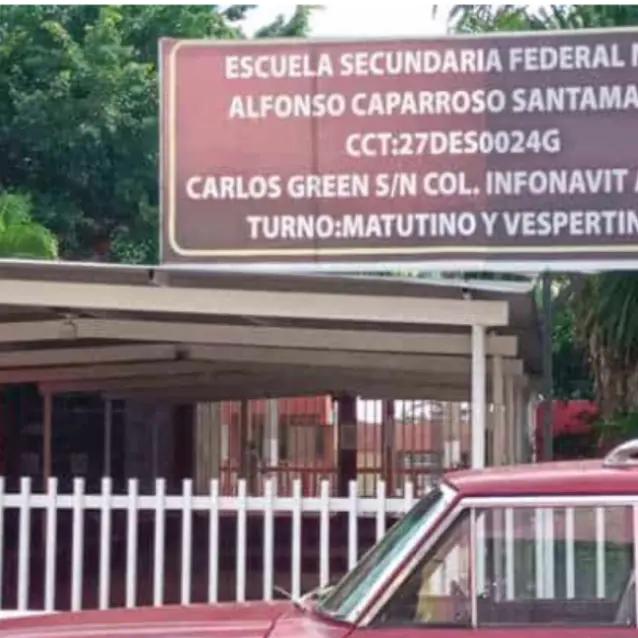 ESCUELA SECUNDARIA FEDERAL
ALFONSO CAPARROSO SANTAMA
CCT:27DES0024G
CARLOS GREEN S/N COL. INFONAVIT
TURNO:MATUTINO Y VESPERTIN